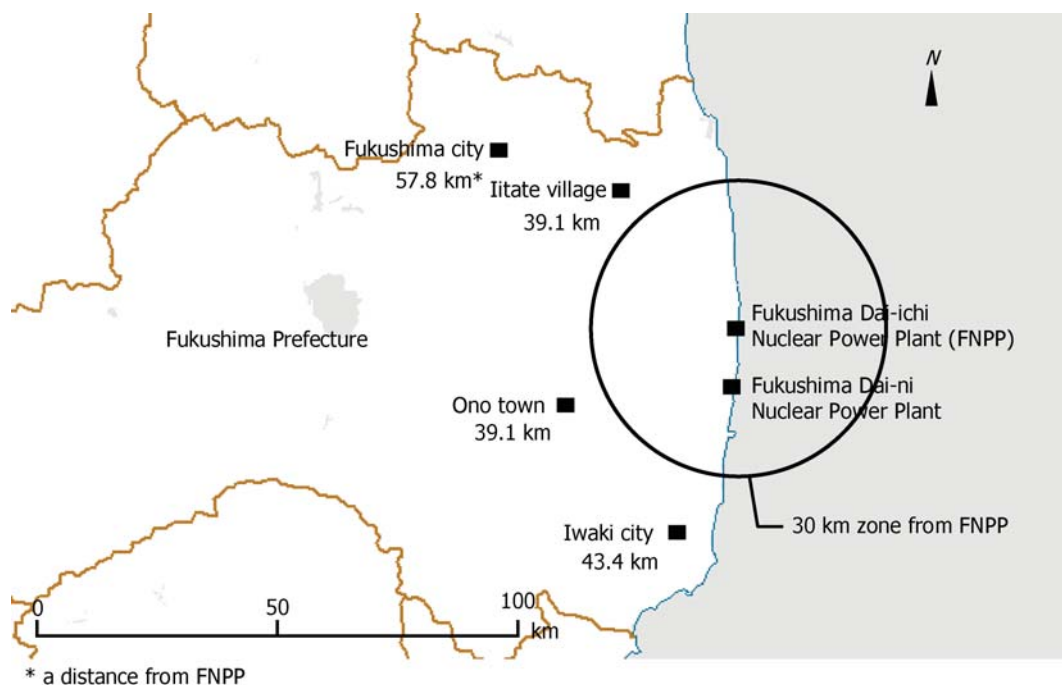 N
Fukushima city
57.8 km*
Iitate village
39.1 km
Fukushima Dai-ichi
Nuclear Power Plant (FNPP)
Fukushima Prefecture
Fukushima Dai-ni
Nuclear Power Plant
Ono town
39.1 km
30 km zone from FNPP
Iwaki city
43.4 km
0 50 100
km
* a distance from FNPP